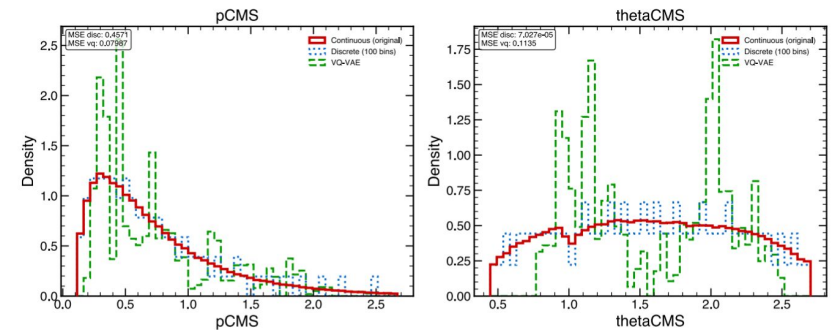 pCMS
MSE disc: 0.4571
MSE vq: 0.07987
Continuous (original)
Discrete (100 bins)
VQ-VAE
Density
2.5
2.0
1.5
1.0
0.5
0.0
0.0 0.5 1.0 1.5 2.0 2.5
pCMS
thetaCMS
MSE disc: 7.027e-05
MSE vq: 0.1135
Continuous (original)
Discrete (100 bins)
VQ-VAE
Density
1.75
1.50
1.25
1.00
0.75
0.50
0.25
0.00
0.5 1.0 1.5 2.0 2.5
thetaCMS